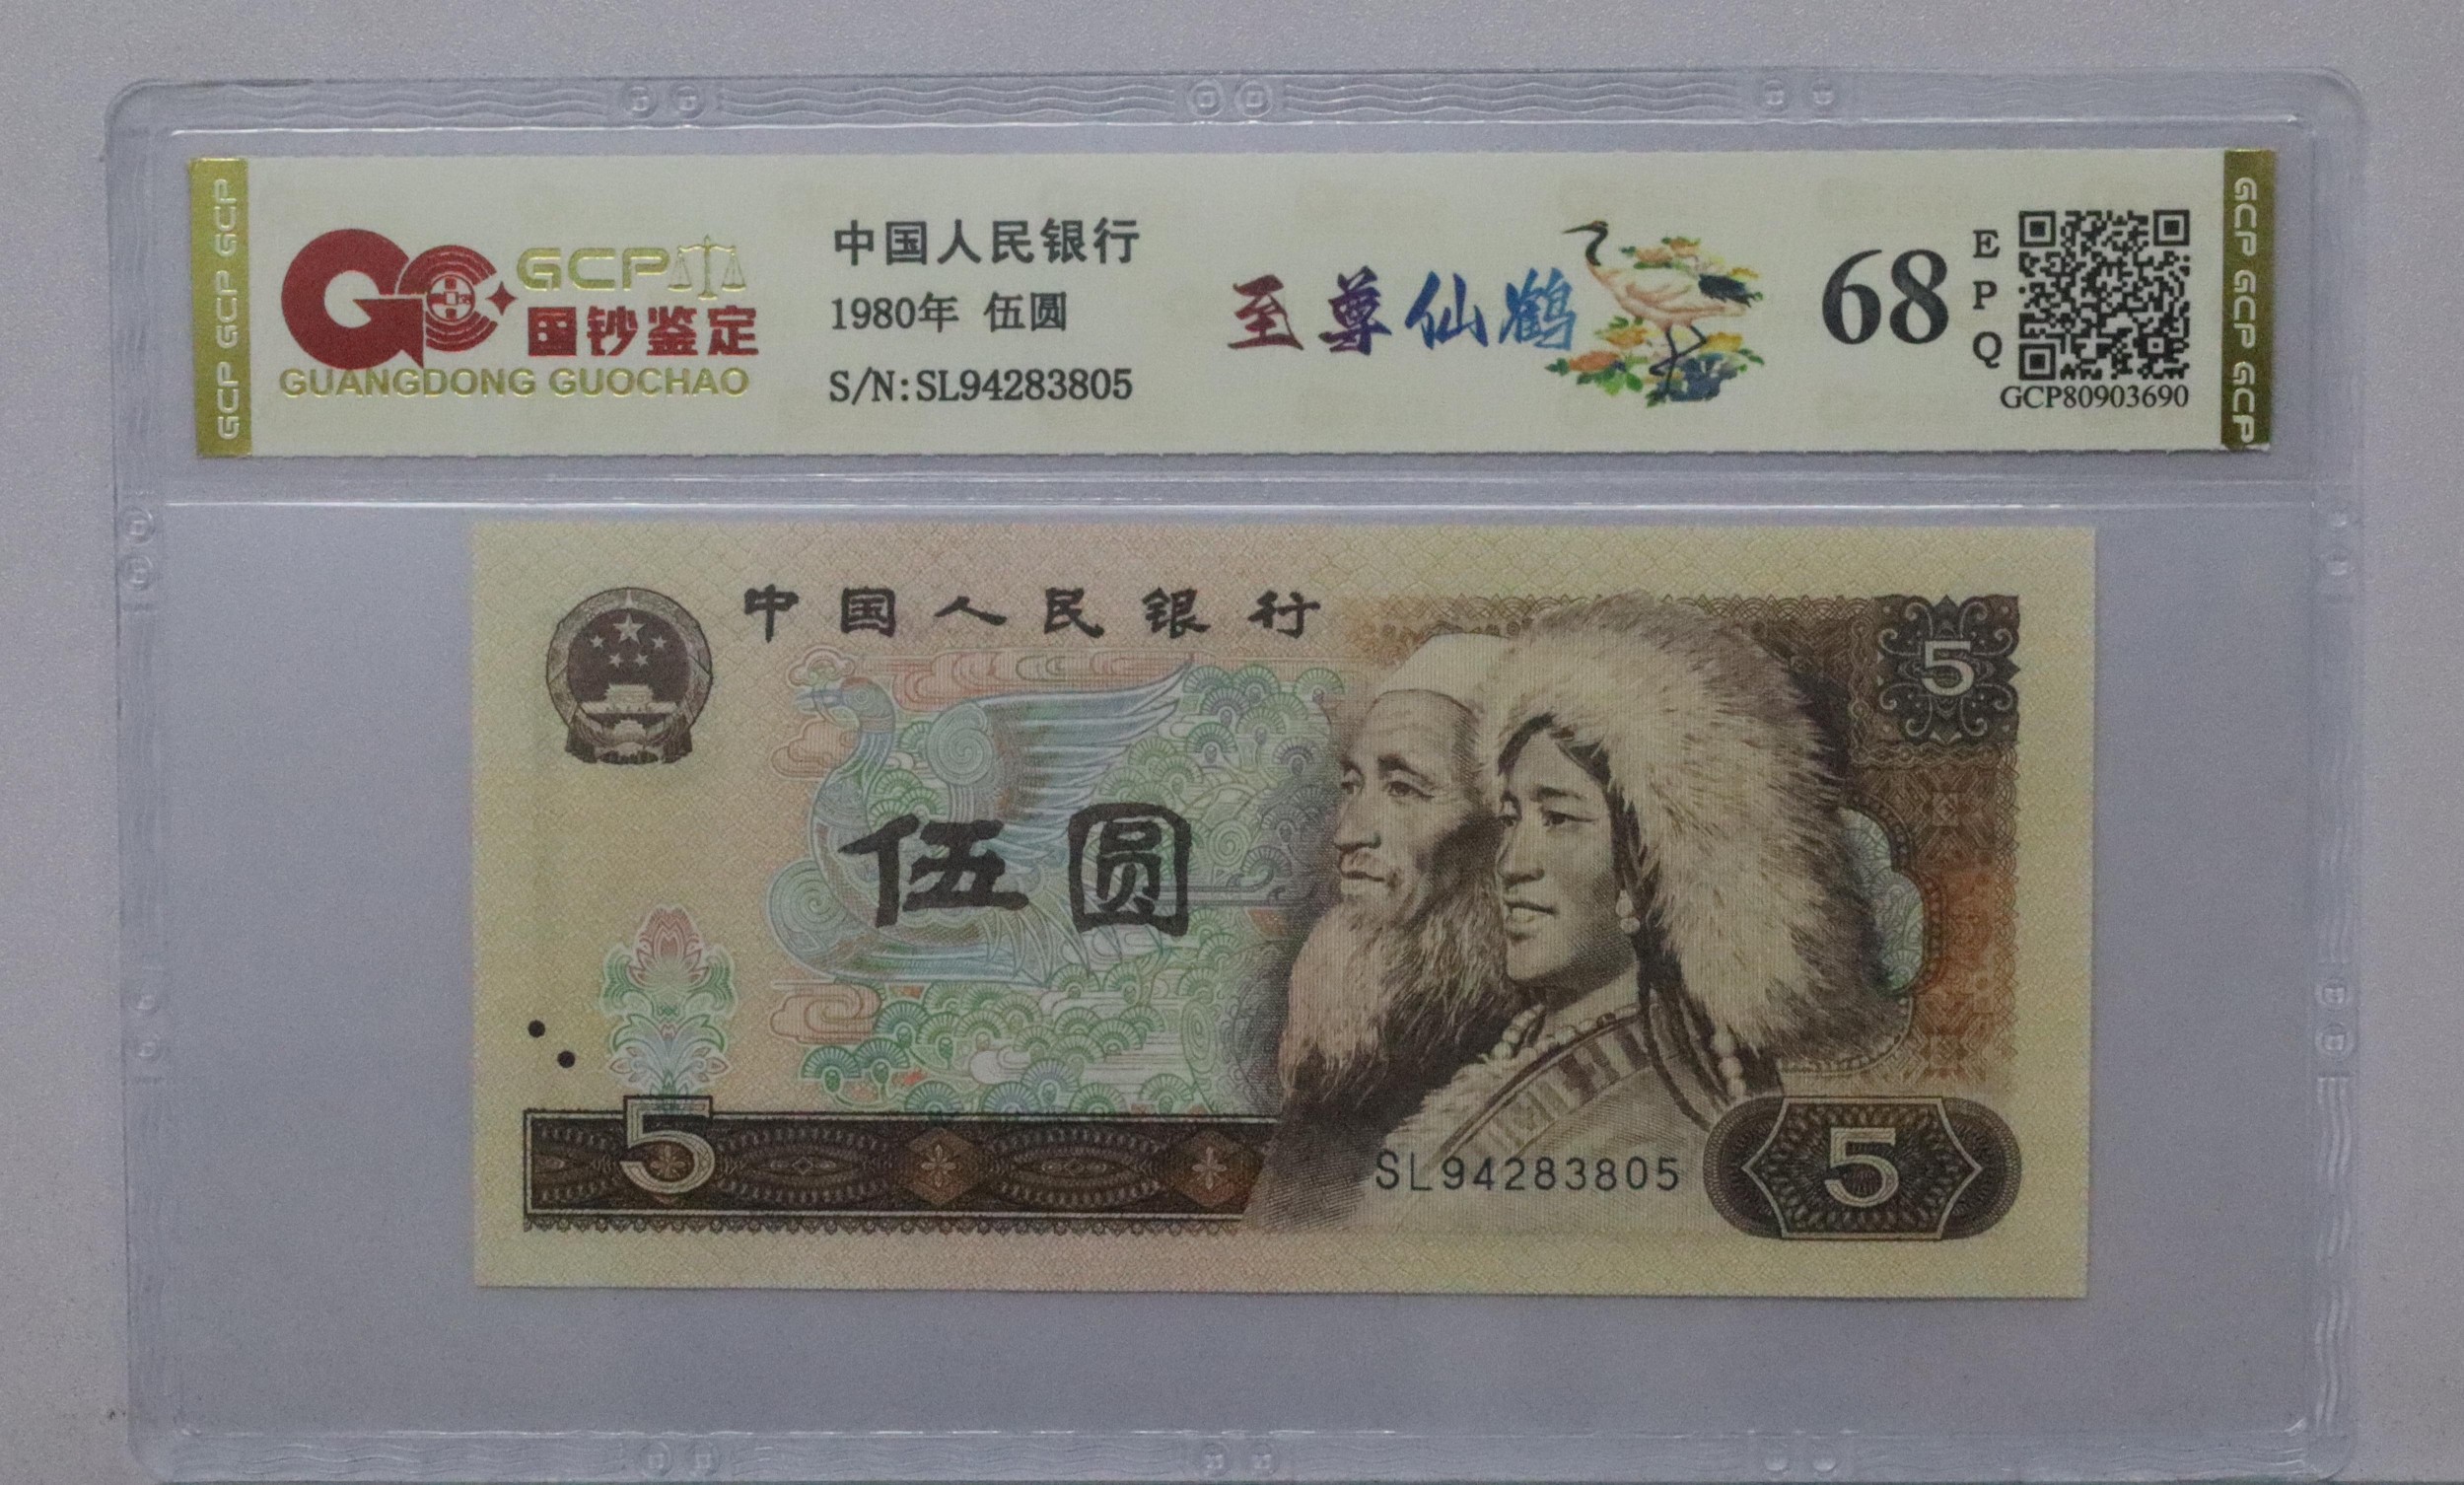 GCP GCP GCP
GCP
国钞鉴定
GUANGDONG GUOCHAO
中国人民银行
1980年 伍圆
S/N:SL94283805
至尊仙鹤
68
EPQ
GCP80903690
GCP GCP GCP
中国人民银行
5
伍圆
5
SL94283805
5